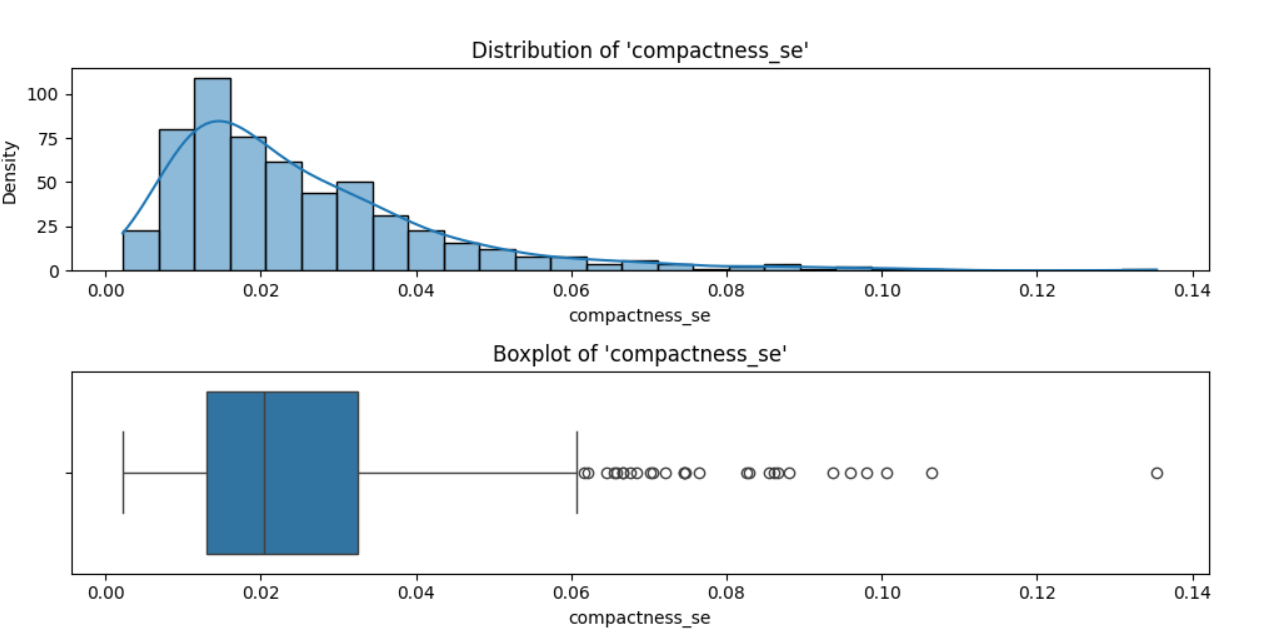 Distribution of 'compactness_se'
100
75
50
25
0
Density
0.00 0.02 0.04 0.06 0.08 0.10 0.12 0.14
compactness_se
Boxplot of 'compactness_se'
0.00 0.02 0.04 0.06 0.08 0.10 0.12 0.14
compactness_se